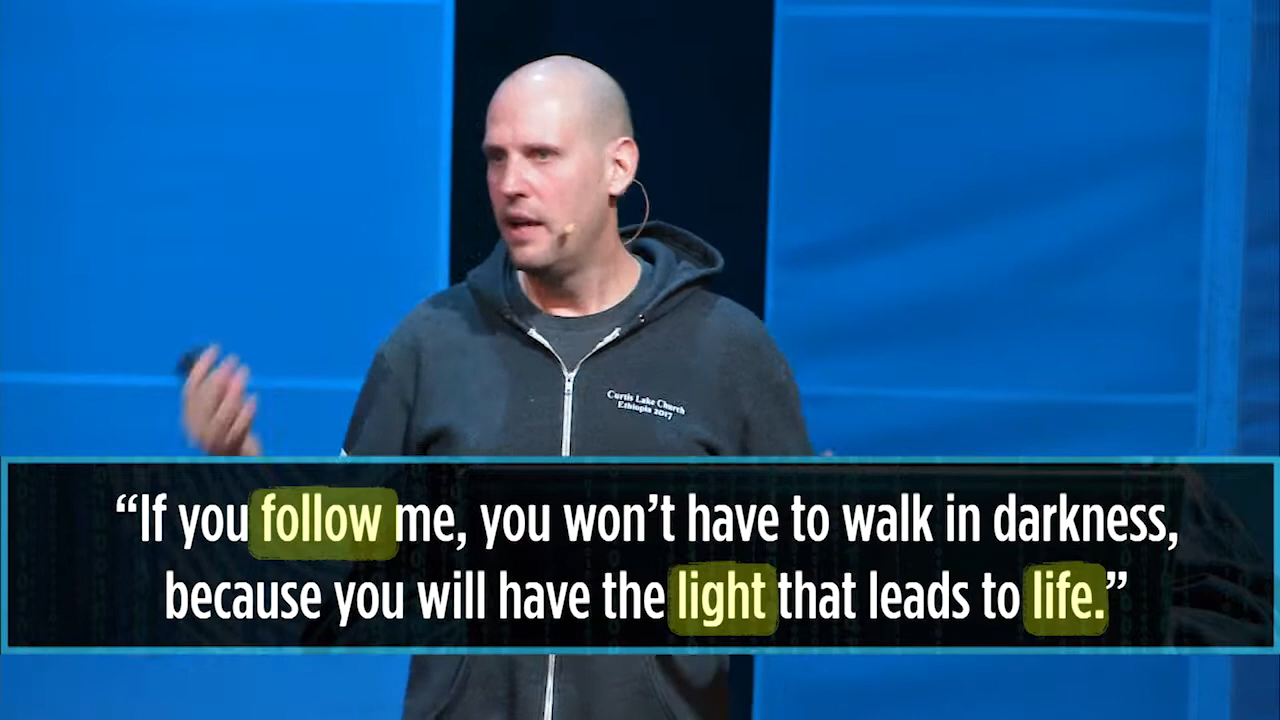 Curtis Lake Church
Ethiopia 2017
“If you follow me, you won’t have to walk in darkness,
because you will have the light that leads to life.”